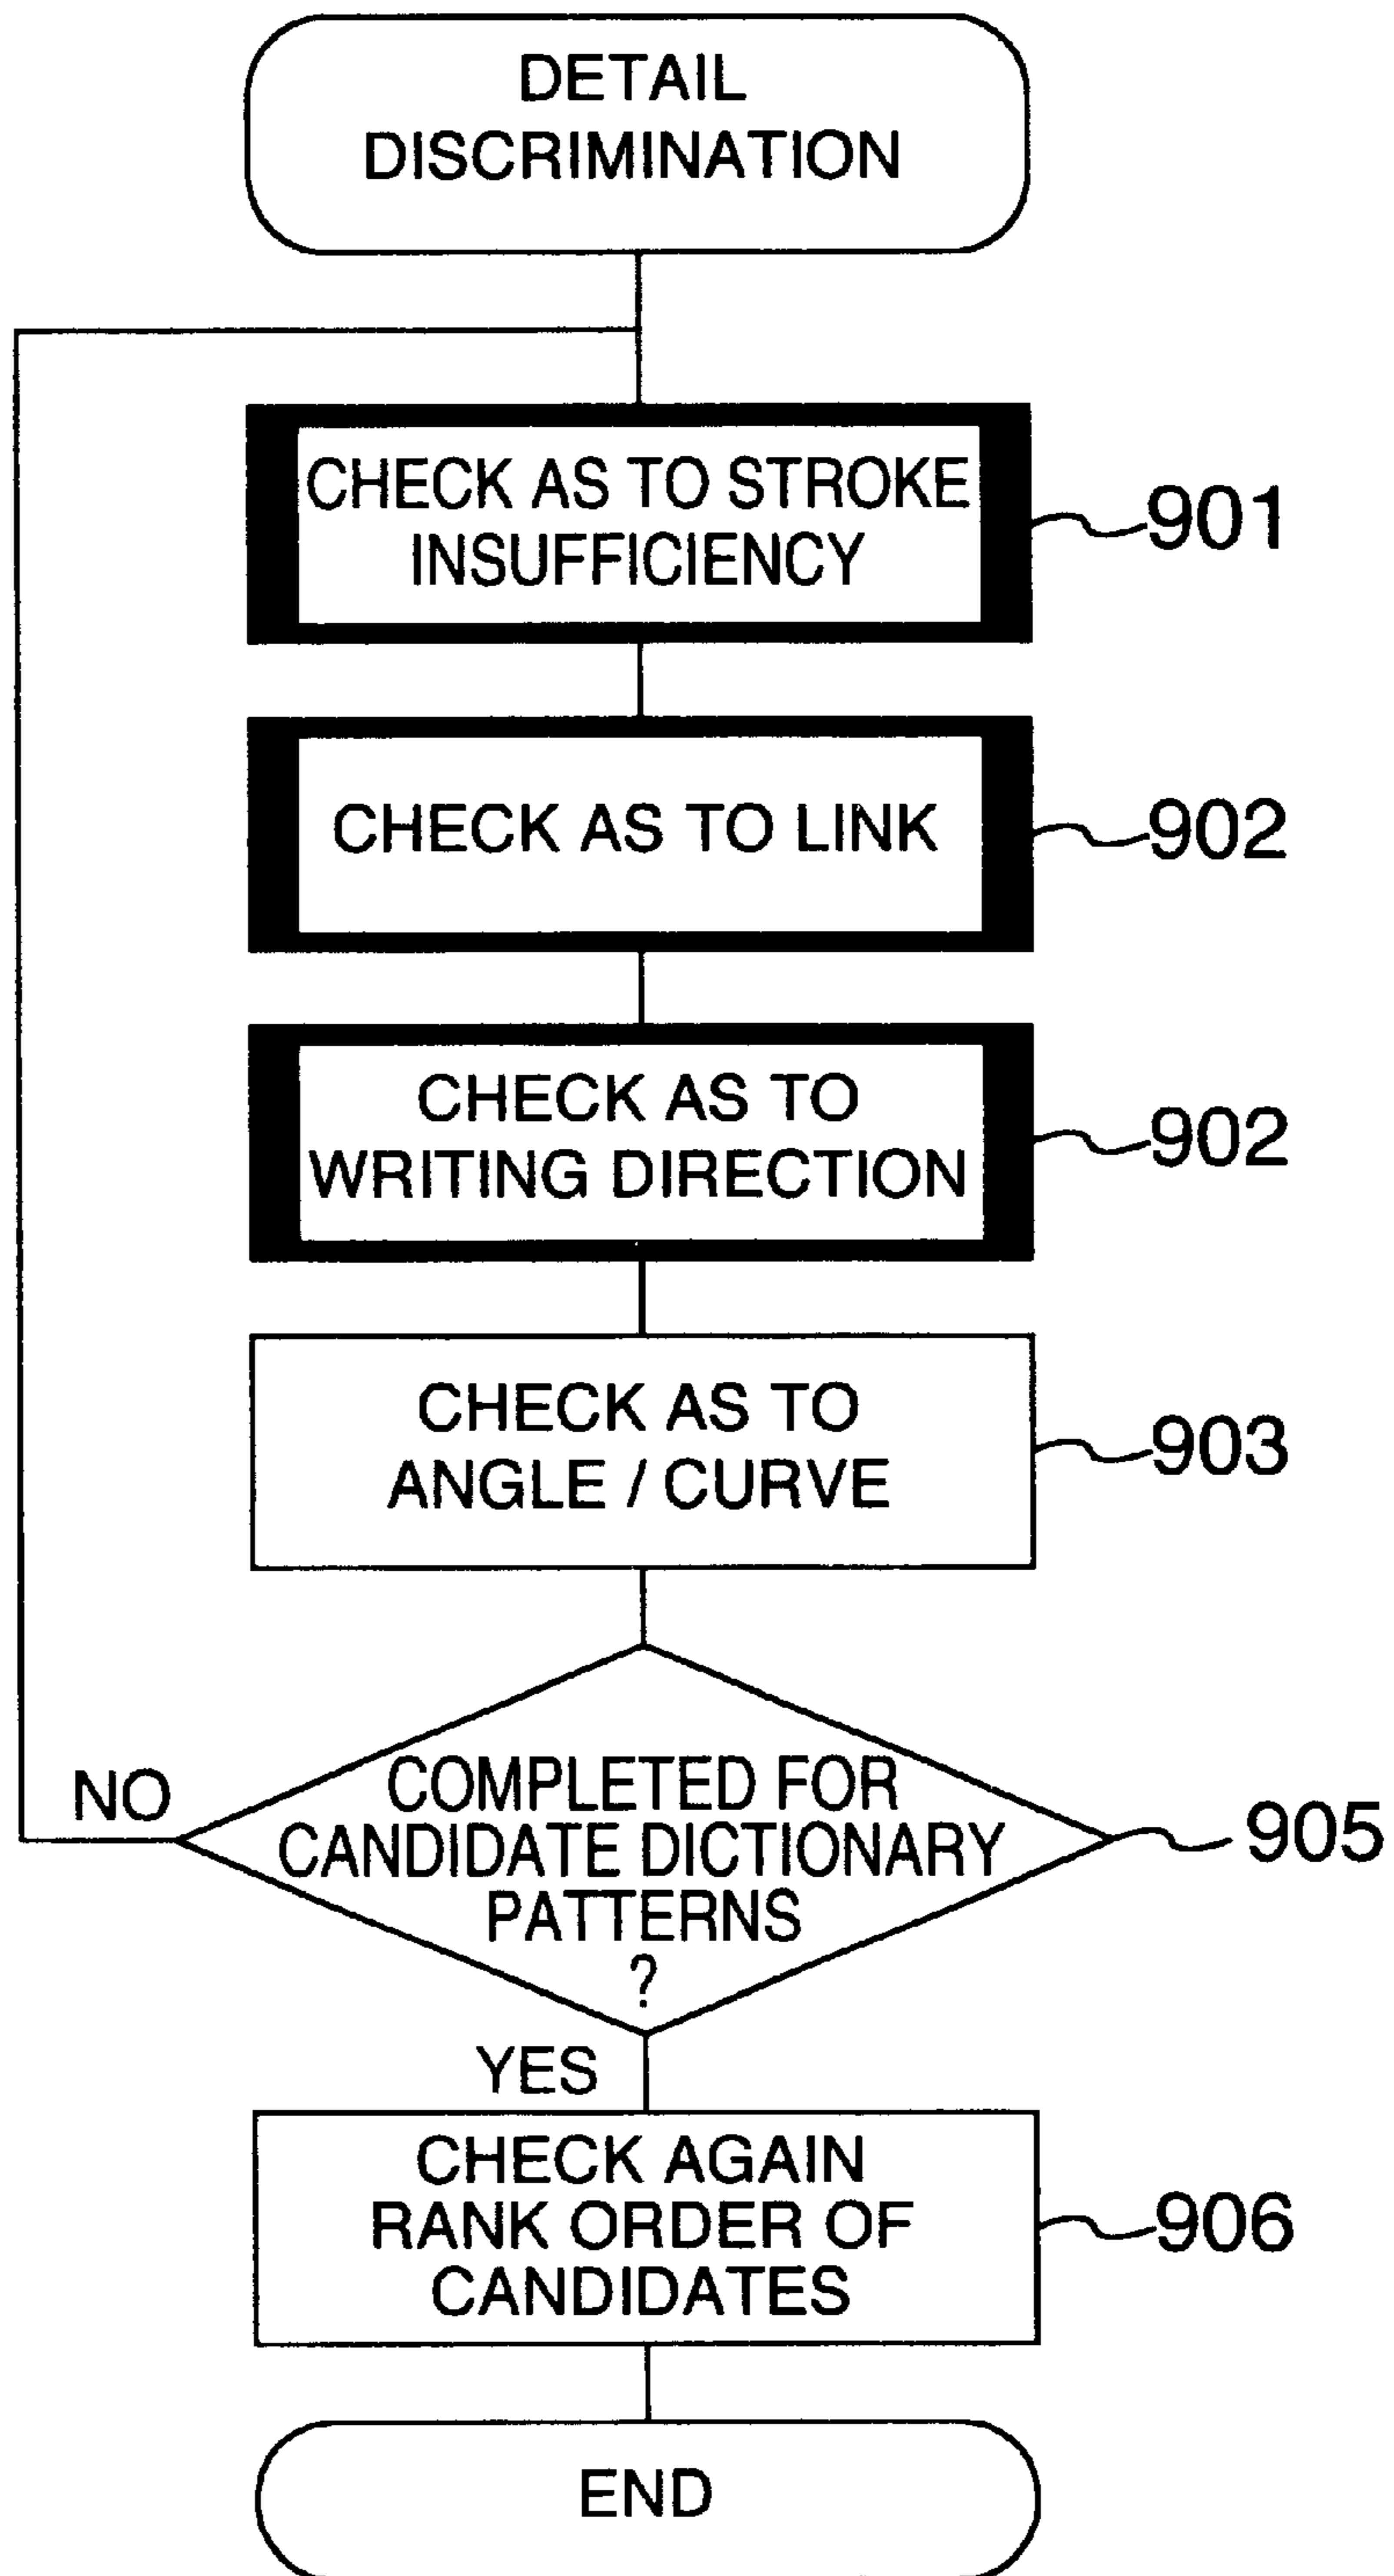 DETAIL
DISCRIMINATION
CHECK AS TO STROKE
INSUFFICIENCY
901
CHECK AS TO LINK
902
CHECK AS TO
WRITING DIRECTION
902
CHECK AS TO
ANGLE / CURVE
903
NO
COMPLETED FOR
CANDIDATE DICTIONARY
PATTERNS
?
905
YES
CHECK AGAIN
RANK ORDER OF
CANDIDATES
906
END